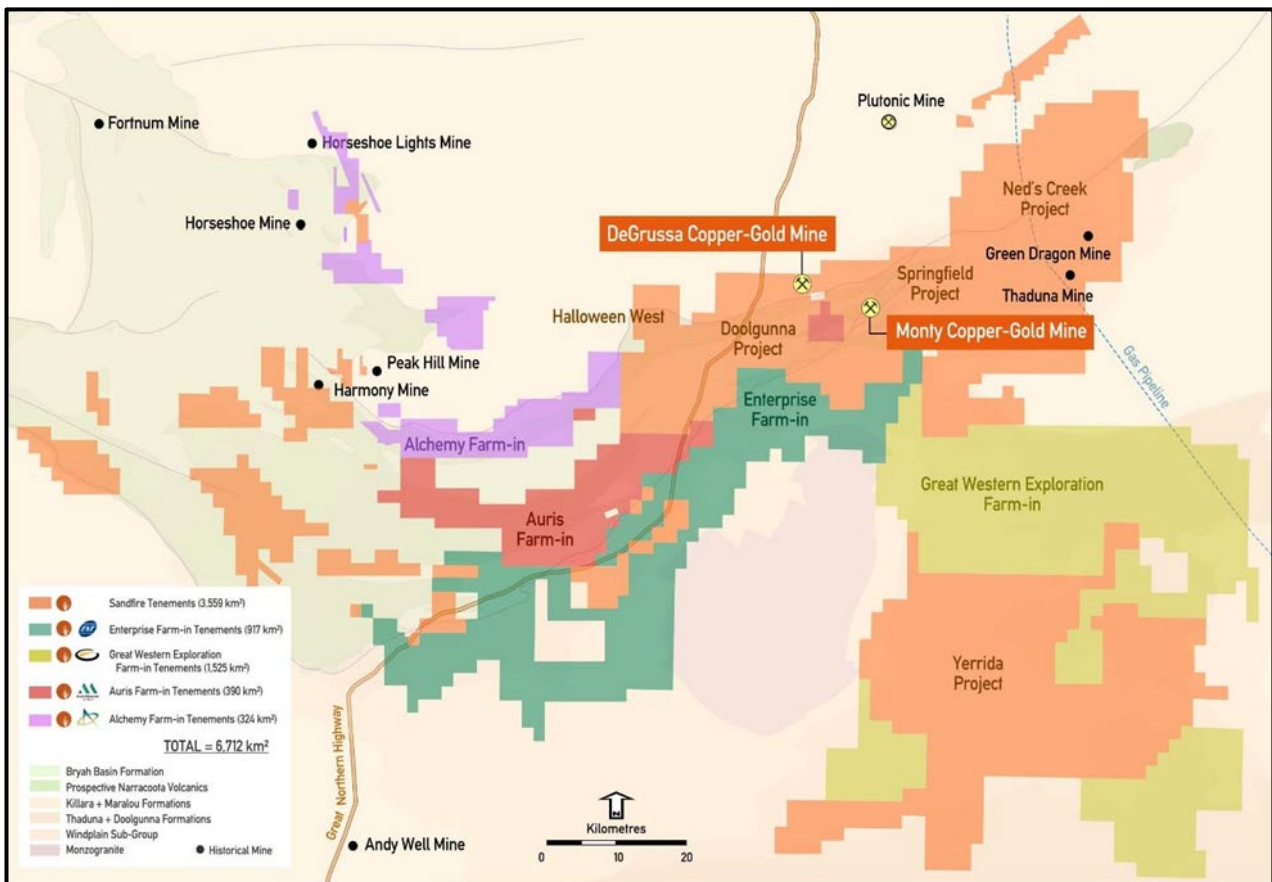 Fortnum Mine
Horseshoe Lights Mine
Plutonic Mine
Horseshoe Mine
Ned's Creek
Project
DeGrussa Copper-Gold Mine
Green Dragon Mine
Springfield
Project
Thaduna Mine
Halloween West
Doolgunna
Project
Monty Copper-Gold Mine
Gas Pipeline
Peak Hill Mine
Harmony Mine
Enterprise
Farm-in
Alchemy Farm-in
Great Western Exploration
Farm-in
Auris
Farm-in
Yerrida
Project
Sandfire Tenements (3,559 km²)
Enterprise Farm-in Tenements (917 km²)
Great Western Exploration
Farm-in Tenements (1,525 km²)
Auris Farm-in Tenements (390 km²)
Alchemy Farm-in Tenements (324 km²)
TOTAL = 6,712 km²
Bryah Basin Formation
Prospective Narracoota Volcanics
Killara + Maralou Formations
Thaduna + Doolgunna Formations
Windplain Sub-Group
Monzogranite
Historical Mine
Great Northern Highway
Andy Well Mine
N
Kilometres
0 10 20